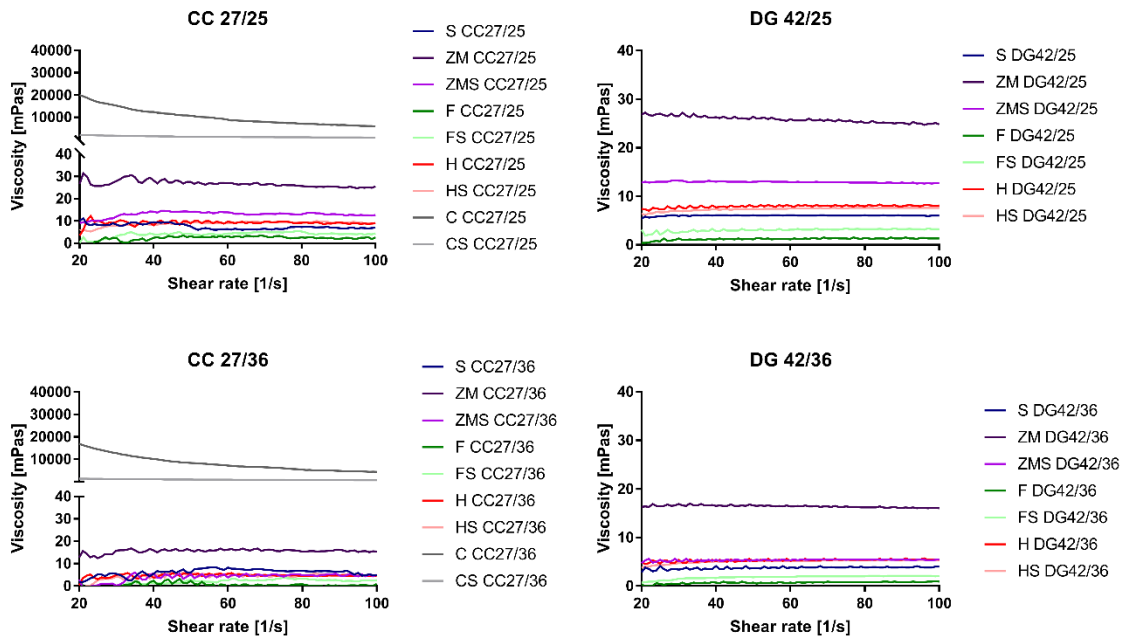 CC 27/25
Viscosity [mPas]
40000
30000
20000
10000
40
30
20
10
0
20 40 60 80 100
Shear rate [1/s]
S CC27/25
ZM CC27/25
ZMS CC27/25
F CC27/25
FS CC27/25
H CC27/25
HS CC27/25
C CC27/25
CS CC27/25
DG 42/25
Viscosity [mPas]
40
30
20
10
0
20 40 60 80 100
Shear rate [1/s]
S DG42/25
ZM DG42/25
ZMS DG42/25
F DG42/25
FS DG42/25
H DG42/25
HS DG42/25
CC 27/36
Viscosity [mPas]
40000
30000
20000
10000
40
30
20
10
0
20 40 60 80 100
Shear rate [1/s]
S CC27/36
ZM CC27/36
ZMS CC27/36
F CC27/36
FS CC27/36
H CC27/36
HS CC27/36
C CC27/36
CS CC27/36
DG 42/36
Viscosity [mPas]
40
30
20
10
0
20 40 60 80 100
Shear rate [1/s]
S DG42/36
ZM DG42/36
ZMS DG42/36
F DG42/36
FS DG42/36
H DG42/36
HS DG42/36